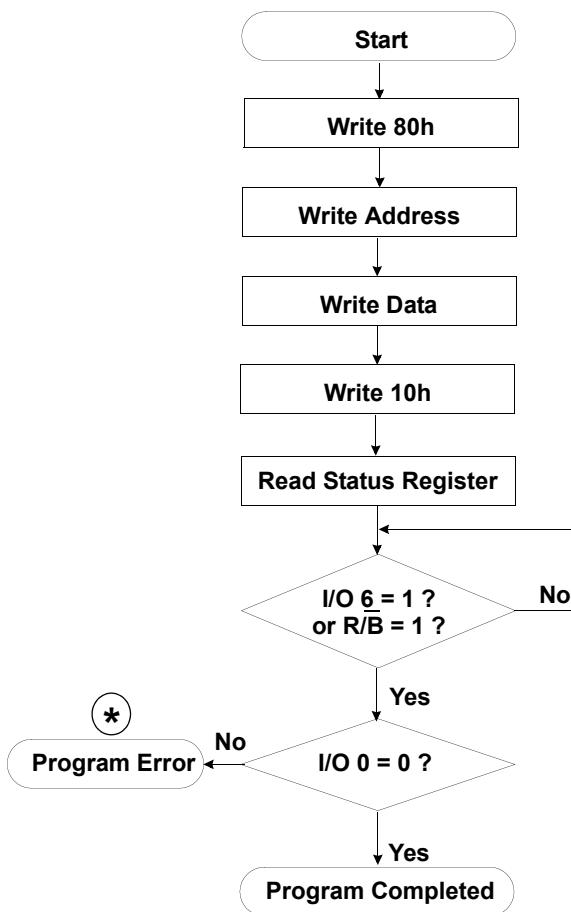 Start
Write 80h
Write Address
Write Data
Write 10h
Read Status Register
I/O 6 = 1 ?
or R/B̅ = 1 ?
No
Yes
*
No
Program Error
I/O 0 = 0 ?
Yes
Program Completed